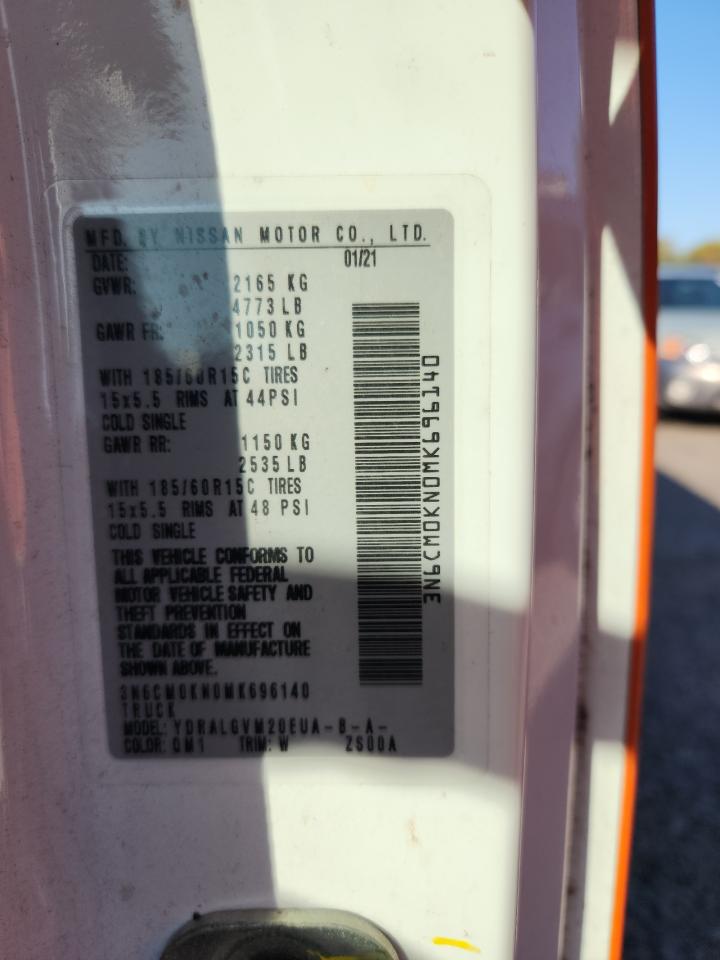 MFD. BY NISSAN MOTOR CO., LTD.
DATE: 01/21
GVWR: 2165 KG
4773 LB
GAWR FR: 1050 KG
2315 LB
WITH 185/60R15C TIRES
15x5.5 RIMS AT 44PSI
COLD SINGLE
GAWR RR: 1150 KG
2535 LB
WITH 185/60R15C TIRES
15x5.5 RIMS AT 48 PSI
COLD SINGLE
THIS VEHICLE CONFORMS TO
ALL APPLICABLE FEDERAL
MOTOR VEHICLE SAFETY AND
THEFT PREVENTION
STANDARDS IN EFFECT ON
THE DATE OF MANUFACTURE
SHOWN ABOVE.
3N6CM0KN0MK696140
TRUCK
MODEL: YDRALGVM20EUA-B-A-
COLOR: QM1 TRIM: W ZS00A
3N6CM0KN0MK696140